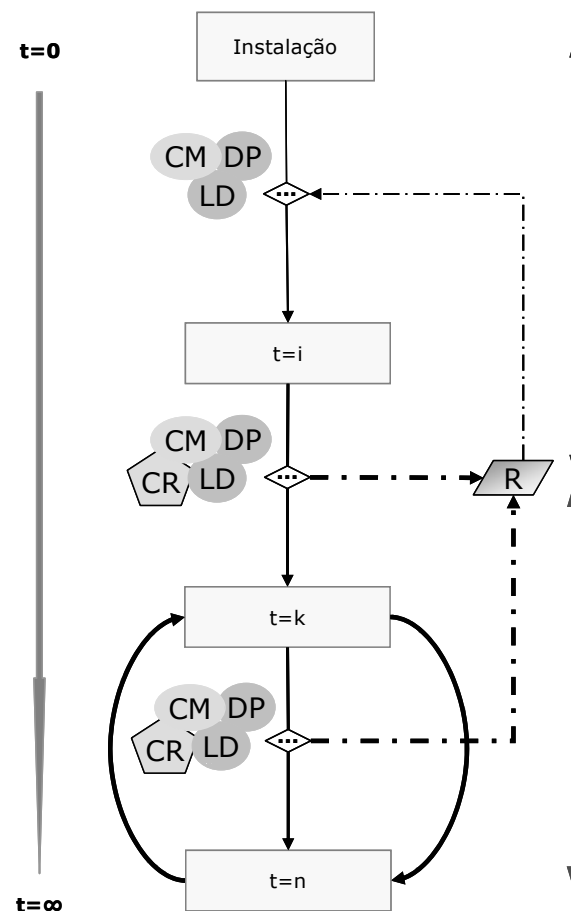 Instalação
t=0
CM DP
...
LD
t=i
CM DP
CR LD
...
R
t=k
CM DP
CR LD
...
t=n
t=∞